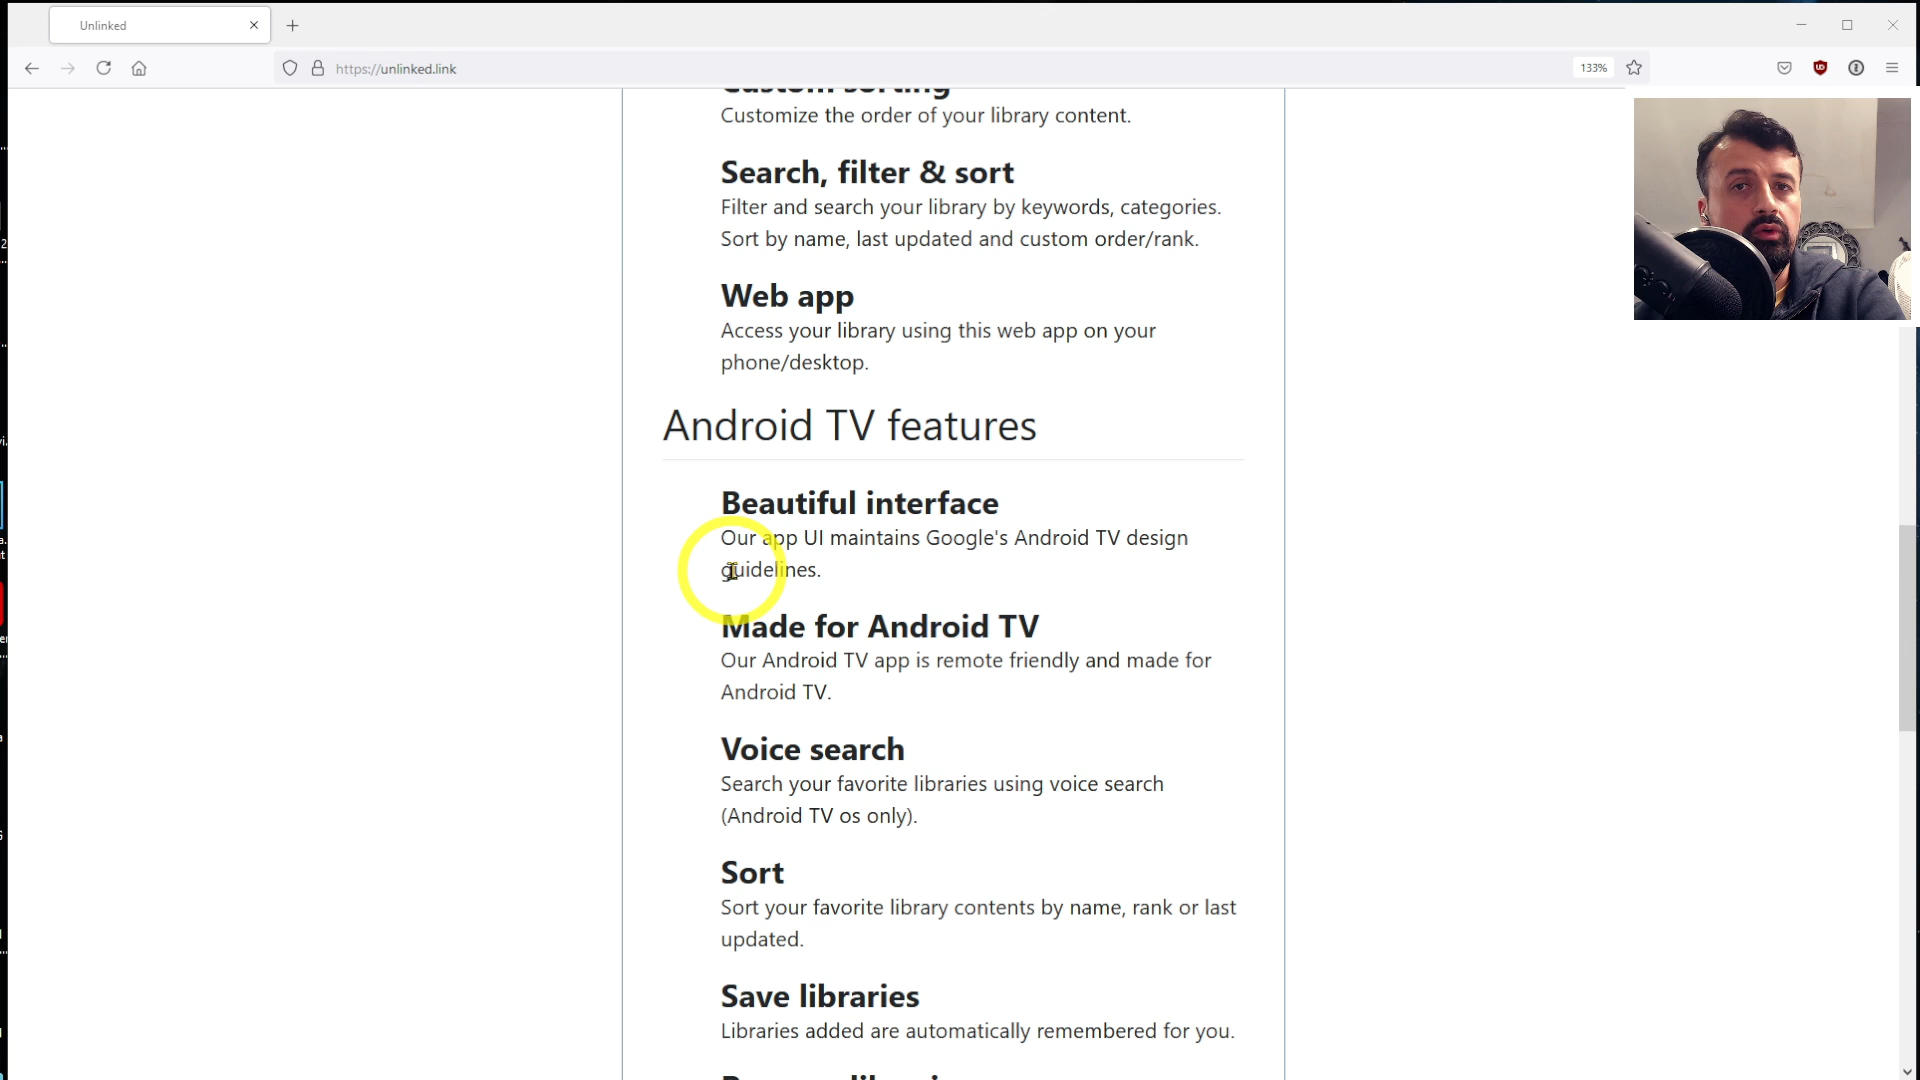 Unlinked
https://unlinked.link
133%
Custom sorting
Customize the order of your library content.
Search, filter & sort
Filter and search your library by keywords, categories.
Sort by name, last updated and custom order/rank.
Web app
Access your library using this web app on your
phone/desktop.
Android TV features
Beautiful interface
Our app UI maintains Google's Android TV design
guidelines.
Made for Android TV
Our Android TV app is remote friendly and made for
Android TV.
Voice search
Search your favorite libraries using voice search
(Android TV os only).
Sort
Sort your favorite library contents by name, rank or last
updated.
Save libraries
Libraries added are automatically remembered for you.